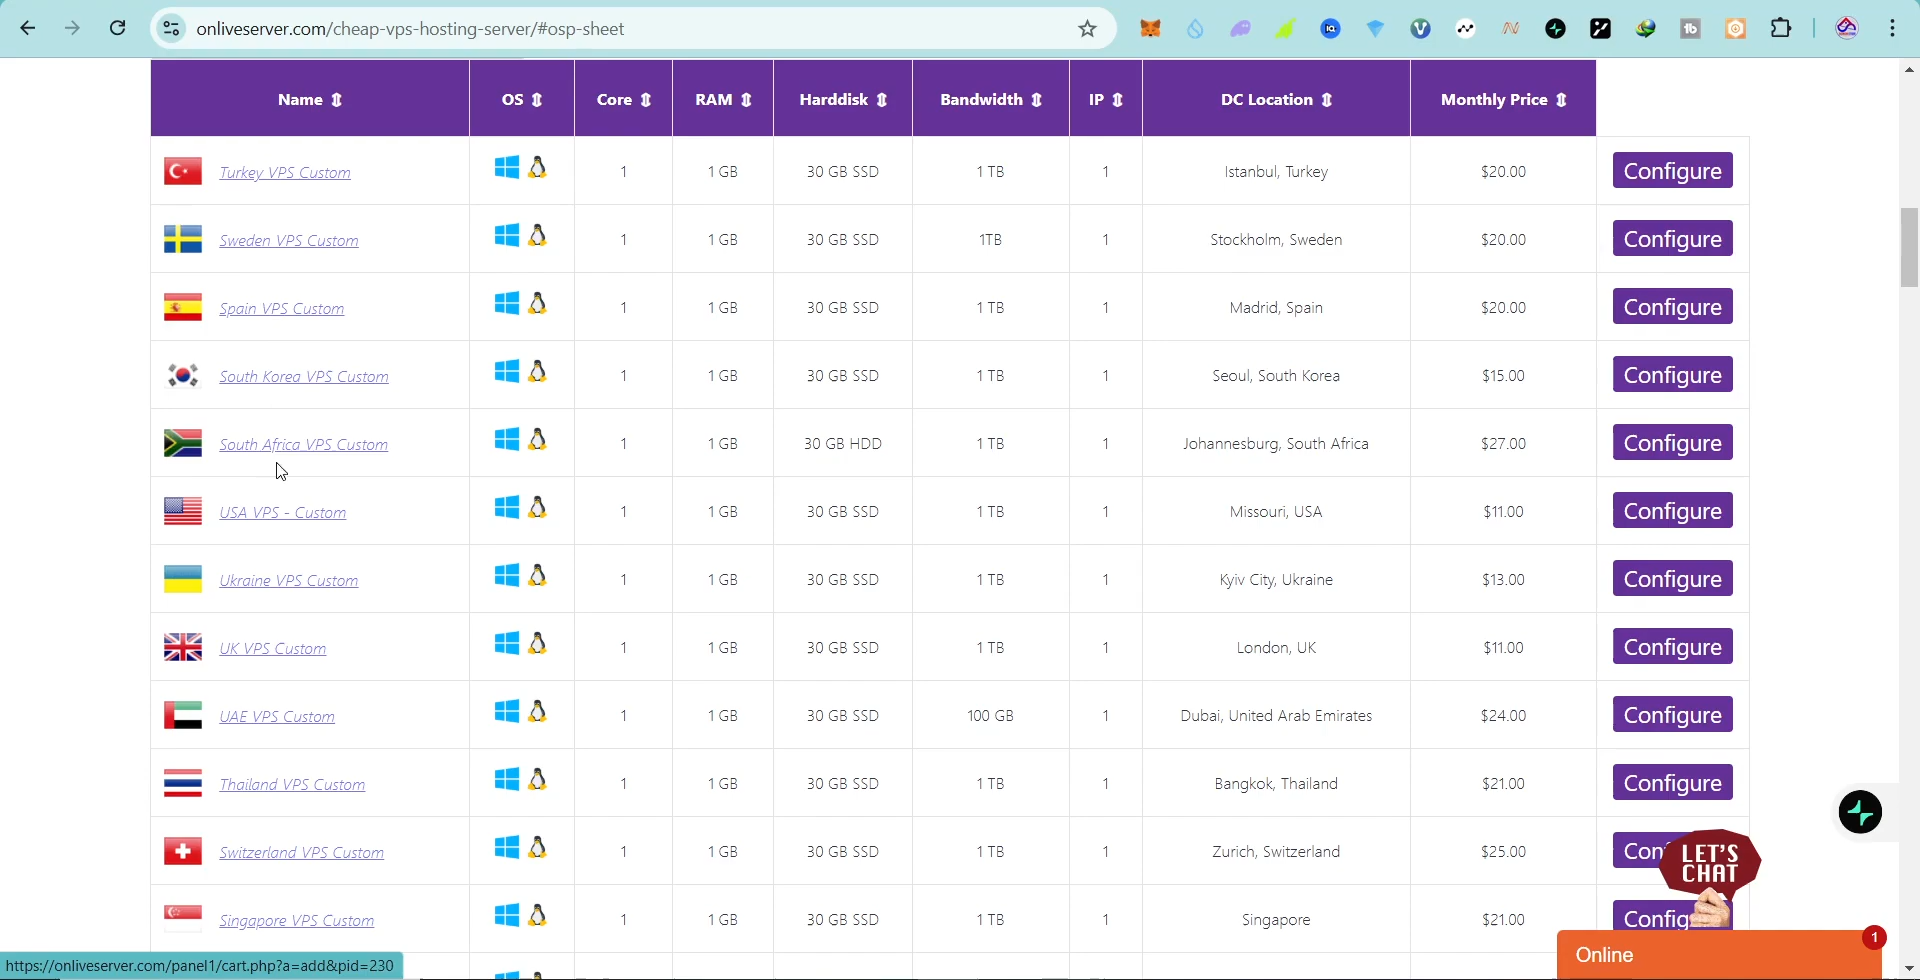 onliveserver.com/cheap-vps-hosting-server/#osp-sheet
Name OS Core RAM Harddisk Bandwidth IP DC Location Monthly Price
Turkey VPS Custom 1 1 GB 30 GB SSD 1 TB 1 Istanbul, Turkey $20.00 Configure
Sweden VPS Custom 1 1 GB 30 GB SSD 1TB 1 Stockholm, Sweden $20.00 Configure
Spain VPS Custom 1 1 GB 30 GB SSD 1 TB 1 Madrid, Spain $20.00 Configure
South Korea VPS Custom 1 1 GB 30 GB SSD 1 TB 1 Seoul, South Korea $15.00 Configure
South Africa VPS Custom 1 1 GB 30 GB HDD 1 TB 1 Johannesburg, South Africa $27.00 Configure
USA VPS - Custom 1 1 GB 30 GB SSD 1 TB 1 Missouri, USA $11.00 Configure
Ukraine VPS Custom 1 1 GB 30 GB SSD 1 TB 1 Kyiv City, Ukraine $13.00 Configure
UK VPS Custom 1 1 GB 30 GB SSD 1 TB 1 London, UK $11.00 Configure
UAE VPS Custom 1 1 GB 30 GB SSD 100 GB 1 Dubai, United Arab Emirates $24.00 Configure
Thailand VPS Custom 1 1 GB 30 GB SSD 1 TB 1 Bangkok, Thailand $21.00 Configure
Switzerland VPS Custom 1 1 GB 30 GB SSD 1 TB 1 Zurich, Switzerland $25.00 Con
LET'S
CHAT
Singapore VPS Custom 1 1 GB 30 GB SSD 1 TB 1 Singapore $21.00 Config
1
Online
https://onliveserver.com/panel1/cart.php?a=add&pid=230